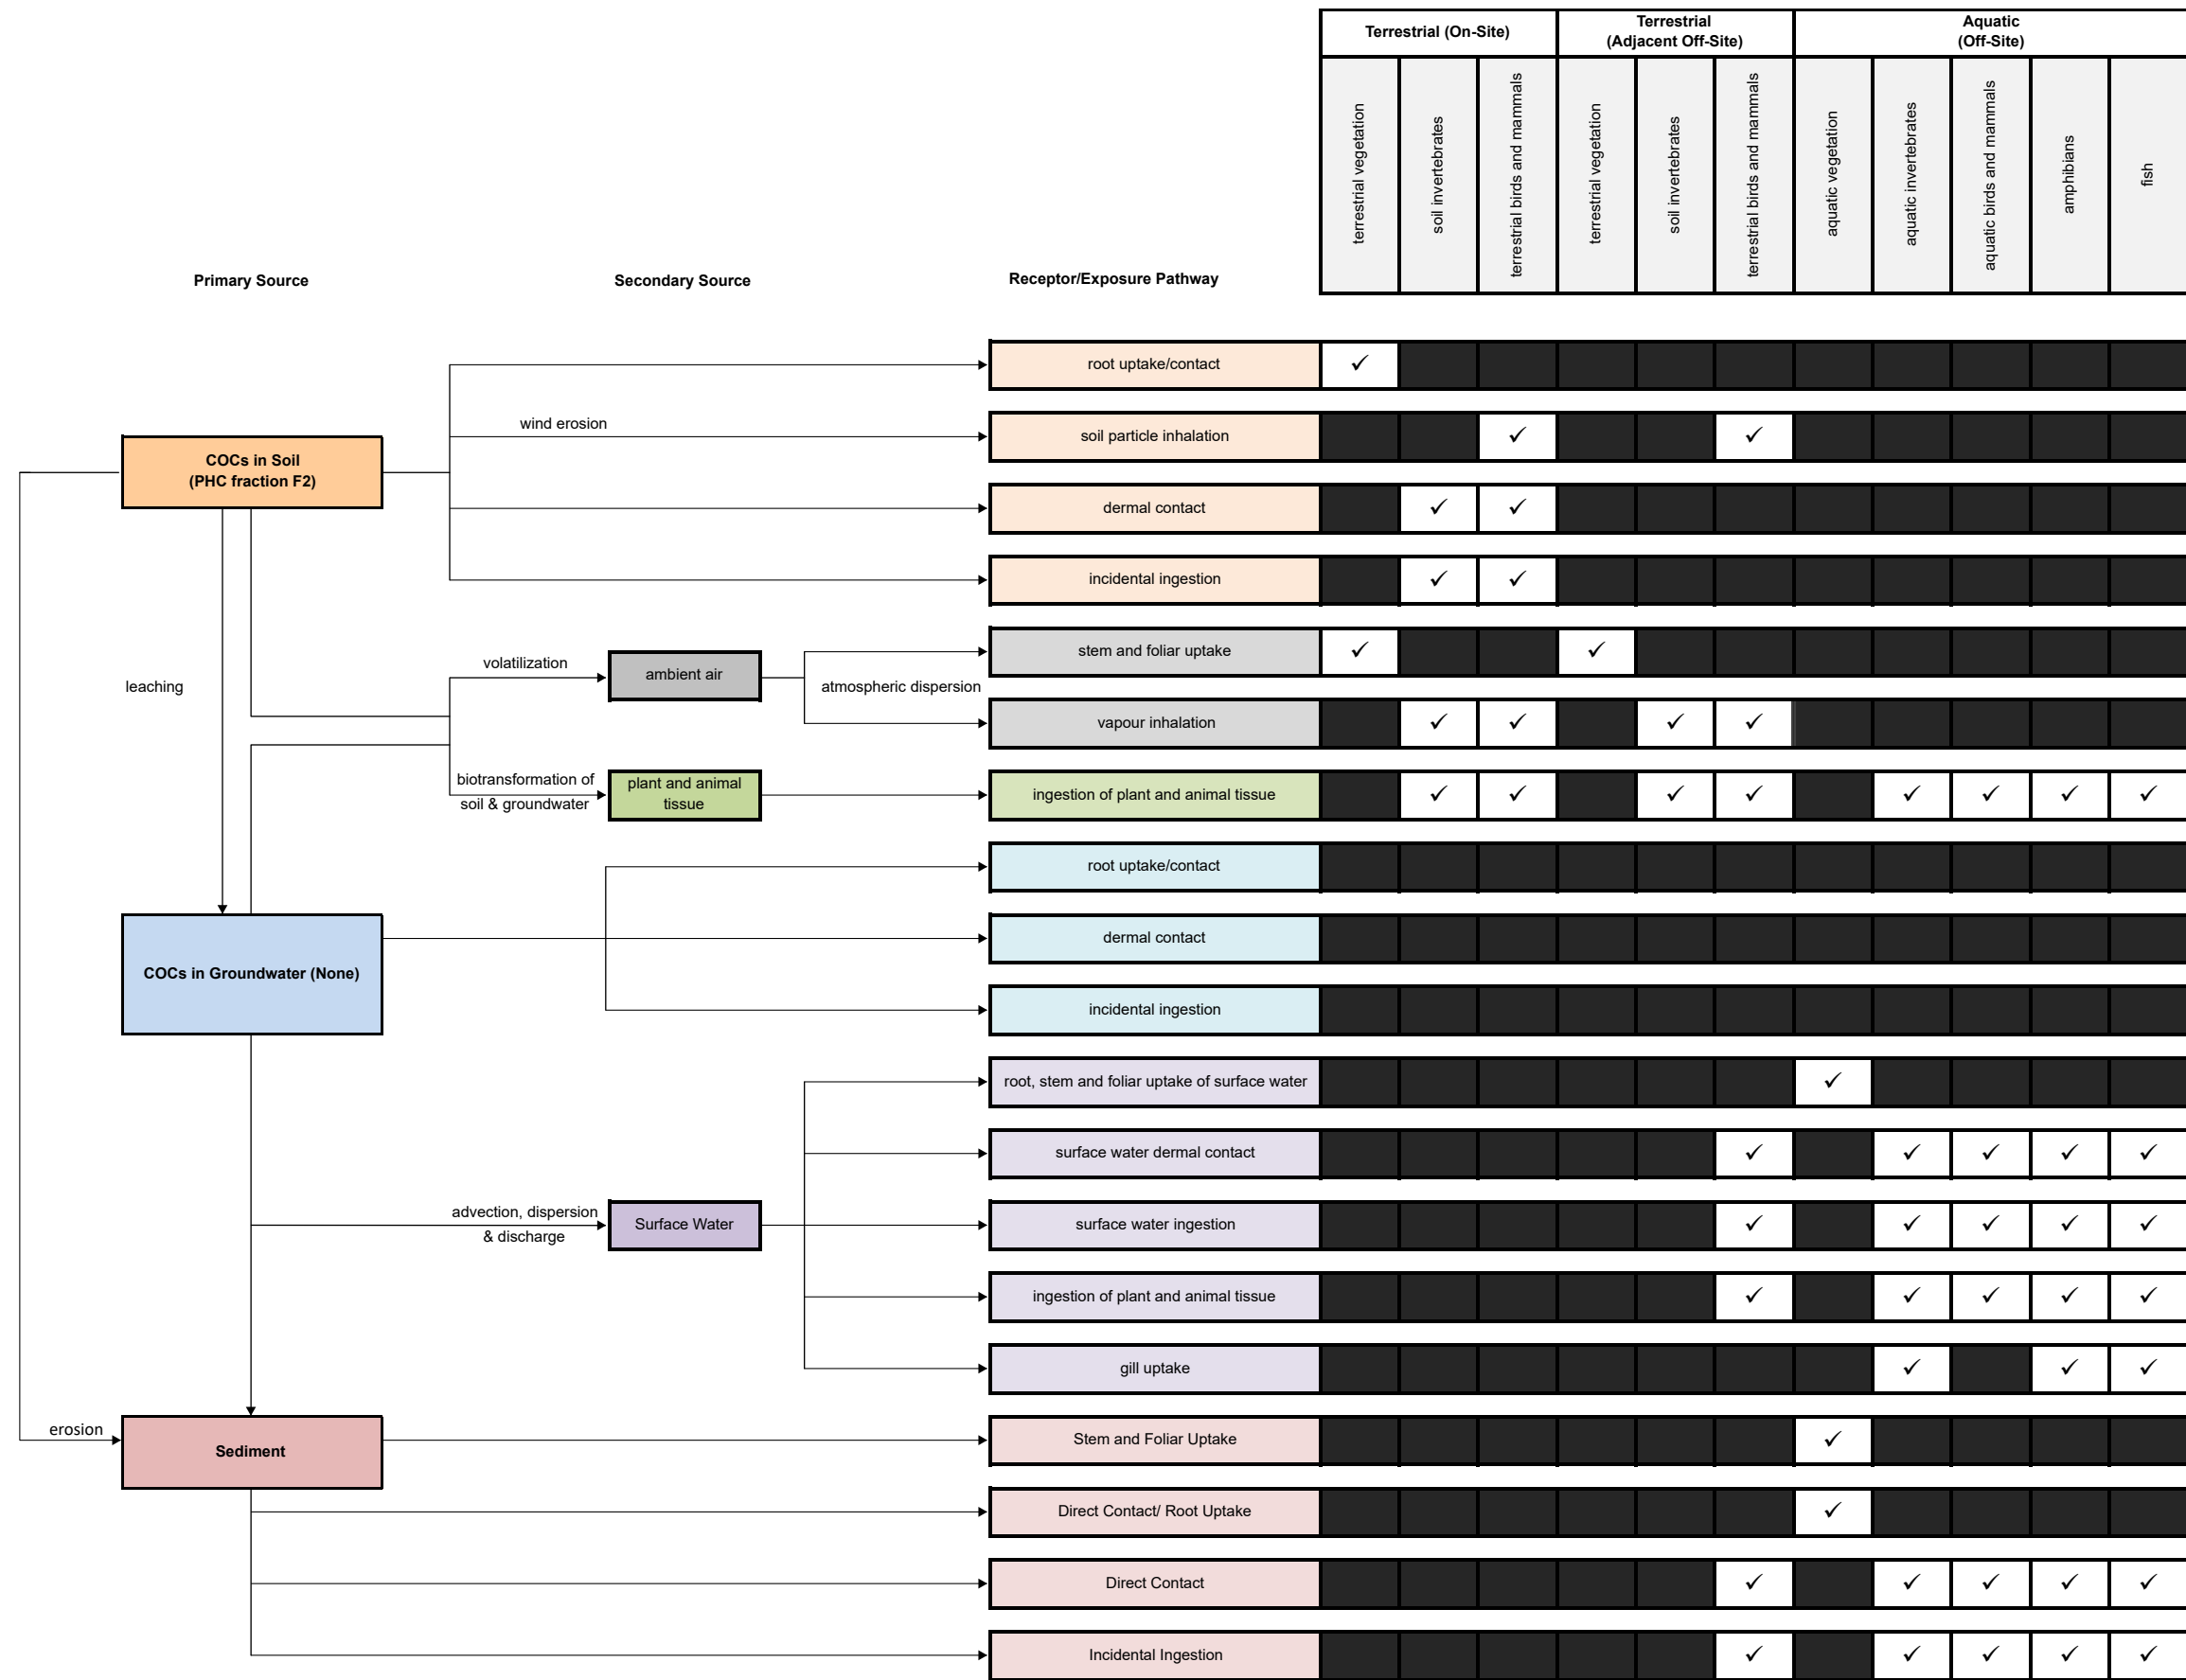 Terrestrial (On-Site)
Terrestrial
(Adjacent Off-Site)
Aquatic
(Off-Site)
terrestrial vegetation
soil invertebrates
terrestrial birds and mammals
terrestrial vegetation
soil invertebrates
terrestrial birds and mammals
aquatic vegetation
aquatic invertebrates
aquatic birds and mammals
amphibians
fish
Primary Source
Secondary Source
Receptor/Exposure Pathway
root uptake/contact
✓
wind erosion
soil particle inhalation
✓ ✓
COCs in Soil
(PHC fraction F2)
dermal contact
✓ ✓
incidental ingestion
✓ ✓
leaching
volatilization
ambient air
atmospheric dispersion
stem and foliar uptake
✓ ✓
vapour inhalation
✓ ✓ ✓ ✓
biotransformation of
soil & groundwater
plant and animal
tissue
ingestion of plant and animal tissue
✓ ✓ ✓ ✓ ✓ ✓ ✓ ✓
root uptake/contact
COCs in Groundwater (None)
dermal contact
incidental ingestion
root, stem and foliar uptake of surface water
✓
surface water dermal contact
✓ ✓ ✓ ✓ ✓
advection, dispersion
& discharge
Surface Water
surface water ingestion
✓ ✓ ✓ ✓ ✓
ingestion of plant and animal tissue
✓ ✓ ✓ ✓ ✓
gill uptake
✓ ✓ ✓
erosion
Sediment
Stem and Foliar Uptake
✓
Direct Contact/ Root Uptake
✓
Direct Contact
✓ ✓ ✓ ✓ ✓
Incidental Ingestion
✓ ✓ ✓ ✓ ✓